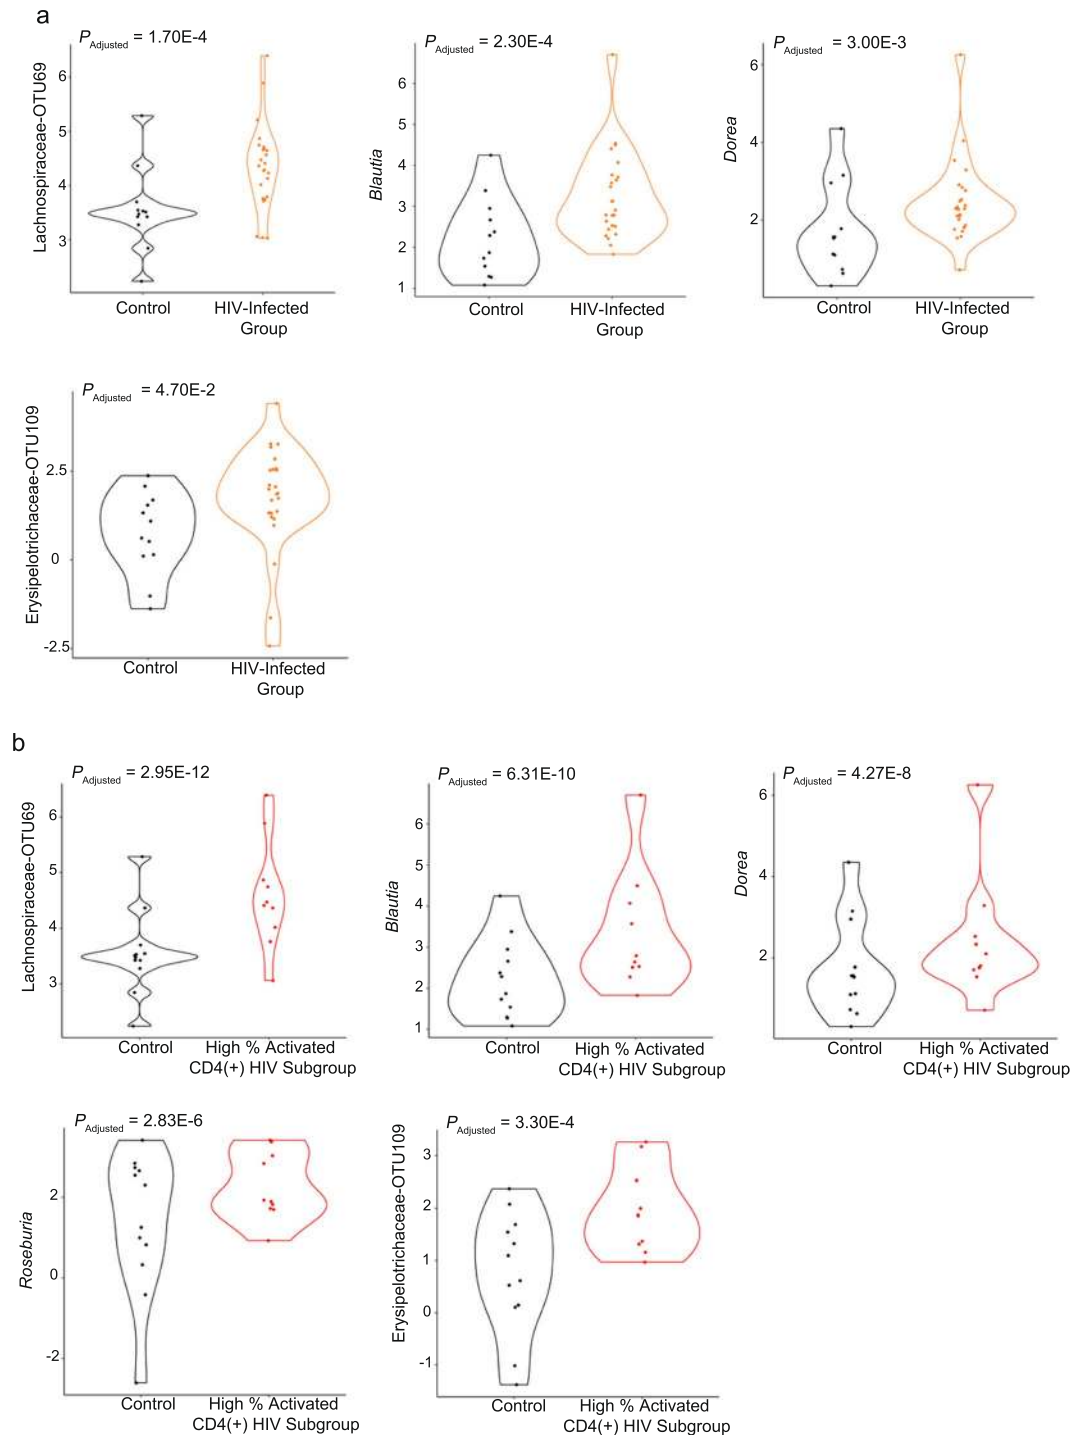 a
P Adjusted = 1.70E-4
Lachnospiraceae-OTU69
6
5
4
3
Control
HIV-Infected
Group
P Adjusted = 2.30E-4
Blautia
6
5
4
3
2
1
Control
HIV-Infected
Group
P Adjusted = 3.00E-3
Dorea
6
4
2
Control
HIV-Infected
Group
P Adjusted = 4.70E-2
Erysipelotrichaceae-OTU109
2.5
0
-2.5
Control
HIV-Infected
Group
b
P Adjusted = 2.95E-12
Lachnospiraceae-OTU69
6
5
4
3
Control
High % Activated
CD4(+) HIV Subgroup
P Adjusted = 6.31E-10
Blautia
6
5
4
3
2
1
Control
High % Activated
CD4(+) HIV Subgroup
P Adjusted = 4.27E-8
Dorea
6
4
2
Control
High % Activated
CD4(+) HIV Subgroup
P Adjusted = 2.83E-6
Roseburia
2
0
-2
Control
High % Activated
CD4(+) HIV Subgroup
P Adjusted = 3.30E-4
Erysipelotrichaceae-OTU109
3
2
1
0
-1
Control
High % Activated
CD4(+) HIV Subgroup